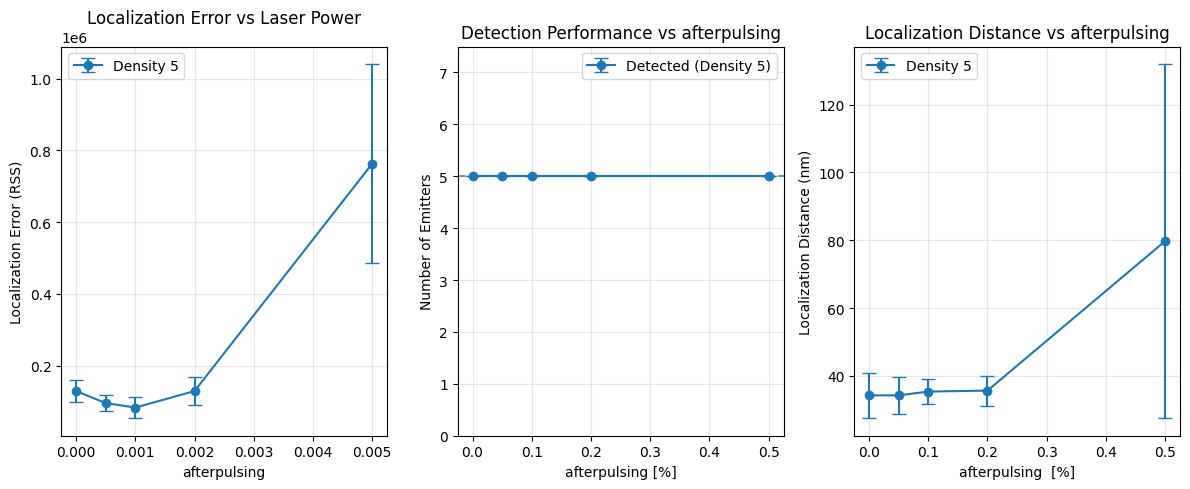 Localization Error vs Laser Power
1e6
Density 5
1.0
0.8
0.6
0.4
0.2
Localization Error (RSS)
0.000 0.001 0.002 0.003 0.004 0.005
afterpulsing
Detection Performance vs afterpulsing
Detected (Density 5)
7
6
5
4
3
2
1
0
Number of Emitters
0.0 0.1 0.2 0.3 0.4 0.5
afterpulsing [%]
Localization Distance vs afterpulsing
Density 5
120
100
80
60
40
Localization Distance (nm)
0.0 0.1 0.2 0.3 0.4 0.5
afterpulsing  [%]